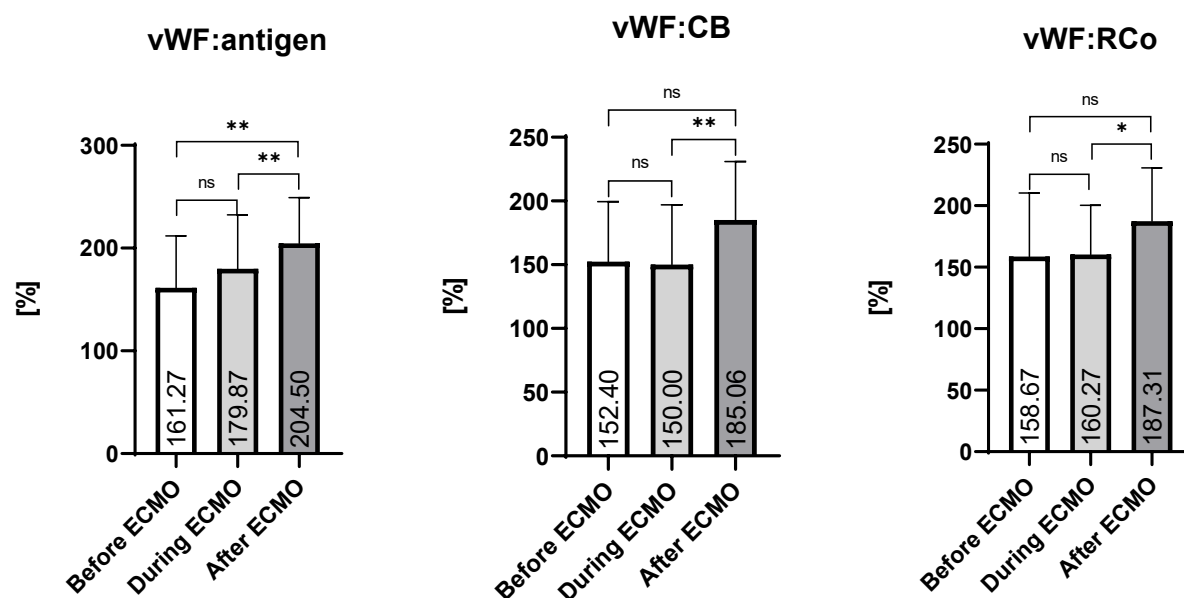 vWF:antigen
**
**
ns
300
200
100
0
[%]
161.27
179.87
204.50
Before ECMO
During ECMO
After ECMO
vWF:CB
ns
**
ns
250
200
150
100
50
0
[%]
152.40
150.00
185.06
Before ECMO
During ECMO
After ECMO
vWF:RCo
ns
*
ns
250
200
150
100
50
0
[%]
158.67
160.27
187.31
Before ECMO
During ECMO
After ECMO